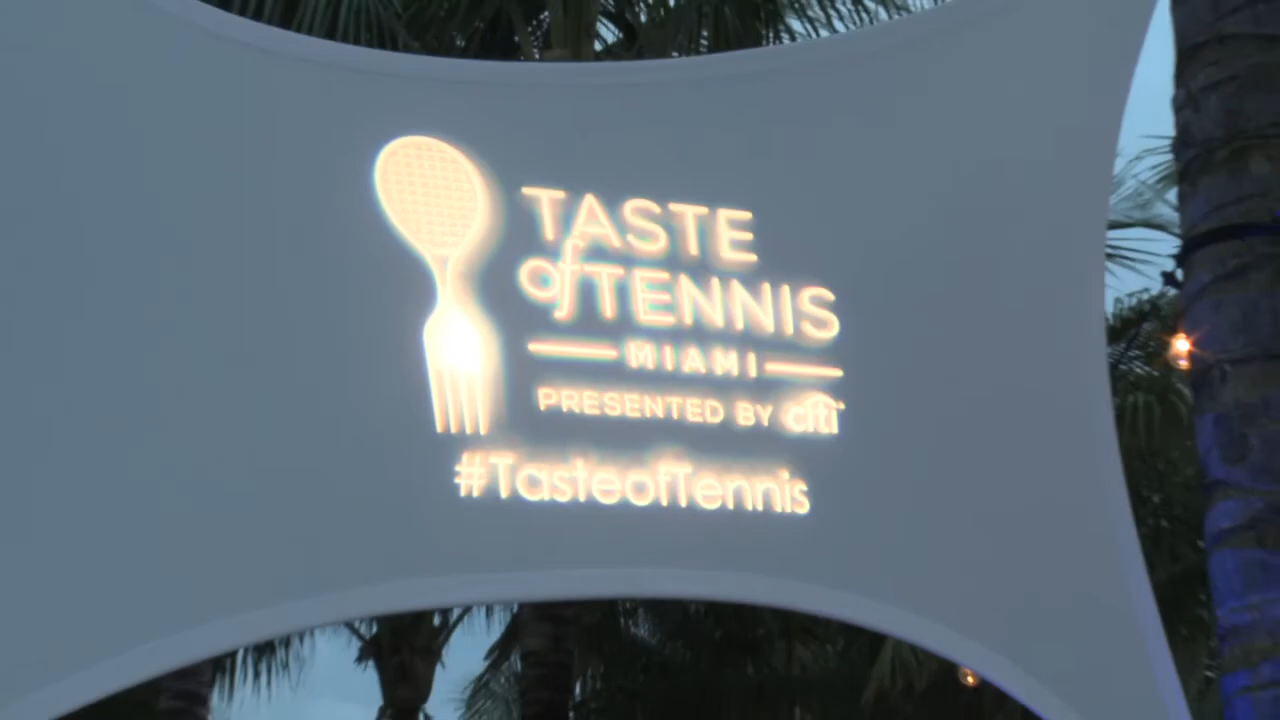 TASTE
of TENNIS
MIAMI
PRESENTED BY citi
#TasteofTennis